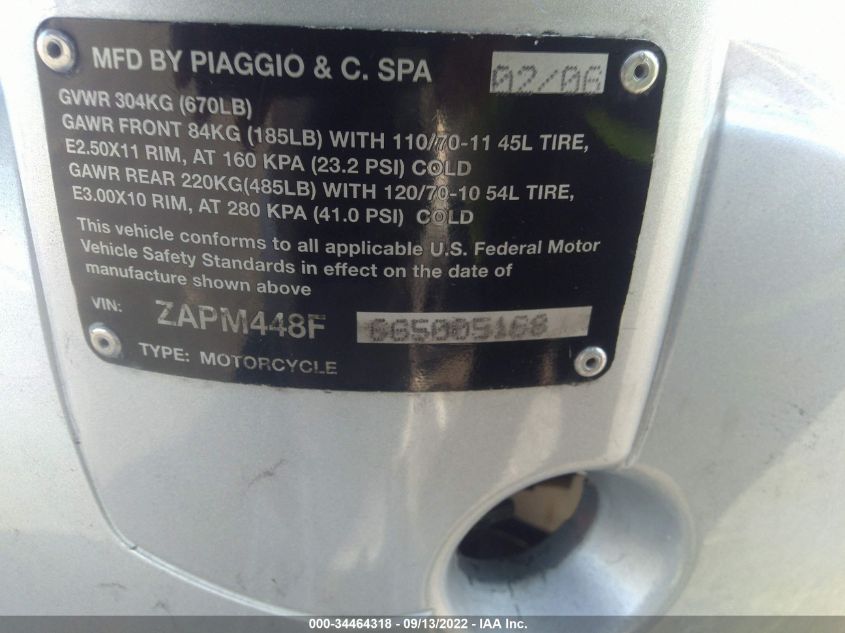 MFD BY PIAGGIO & C. SPA 02/06
GVWR 304KG (670LB)
GAWR FRONT 84KG (185LB) WITH 110/70-11 45L TIRE,
E2.50X11 RIM, AT 160 KPA (23.2 PSI) COLD
GAWR REAR 220KG(485LB) WITH 120/70-10 54L TIRE,
E3.00X10 RIM, AT 280 KPA (41.0 PSI) COLD
This vehicle conforms to all applicable U.S. Federal Motor
Vehicle Safety Standards in effect on the date of
manufacture shown above
VIN: ZAPM448F 665005168
TYPE: MOTORCYCLE
000-34464318 - 09/13/2022 - IAA Inc.